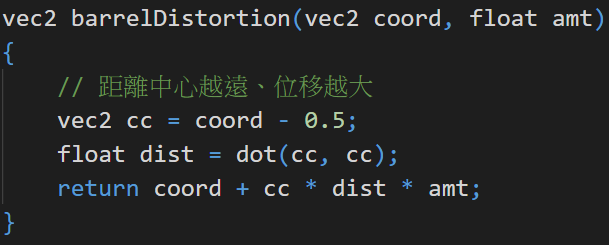 vec2 barrelDistortion(vec2 coord, float amt)
{
// 距離中心越遠、位移越大
vec2 cc = coord - 0.5;
float dist = dot(cc, cc);
return coord + cc * dist * amt;
}